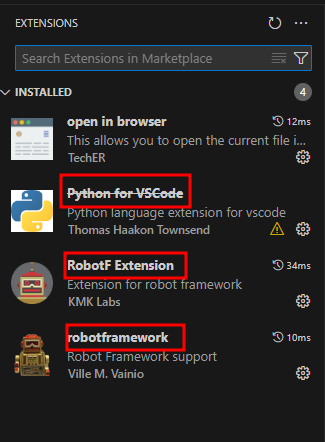 EXTENSIONS
Search Extensions in Marketplace
INSTALLED 4
open in browser 12ms
This allows you to open the current file i...
TechER
Python for VSCode
Python language extension for vscode
Thomas Haakon Townsend
RobotF Extension 34ms
Extension for robot framework
KMK Labs
robotframework 10ms
Robot Framework support
Ville M. Vainio